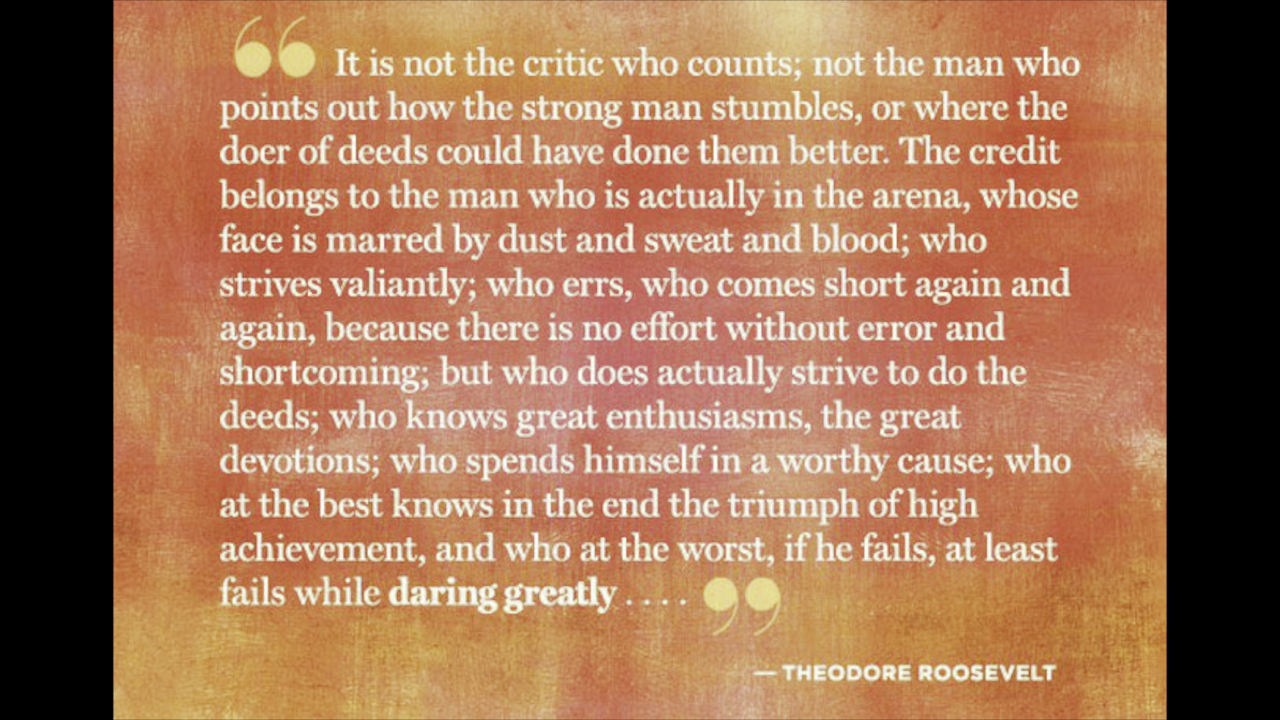 “ It is not the critic who counts; not the man who
points out how the strong man stumbles, or where the
doer of deeds could have done them better. The credit
belongs to the man who is actually in the arena, whose
face is marred by dust and sweat and blood; who
strives valiantly; who errs, who comes short again and
again, because there is no effort without error and
shortcoming; but who does actually strive to do the
deeds; who knows great enthusiasms, the great
devotions; who spends himself in a worthy cause; who
at the best knows in the end the triumph of high
achievement, and who at the worst, if he fails, at least
fails while daring greatly . . . . ”
— THEODORE ROOSEVELT